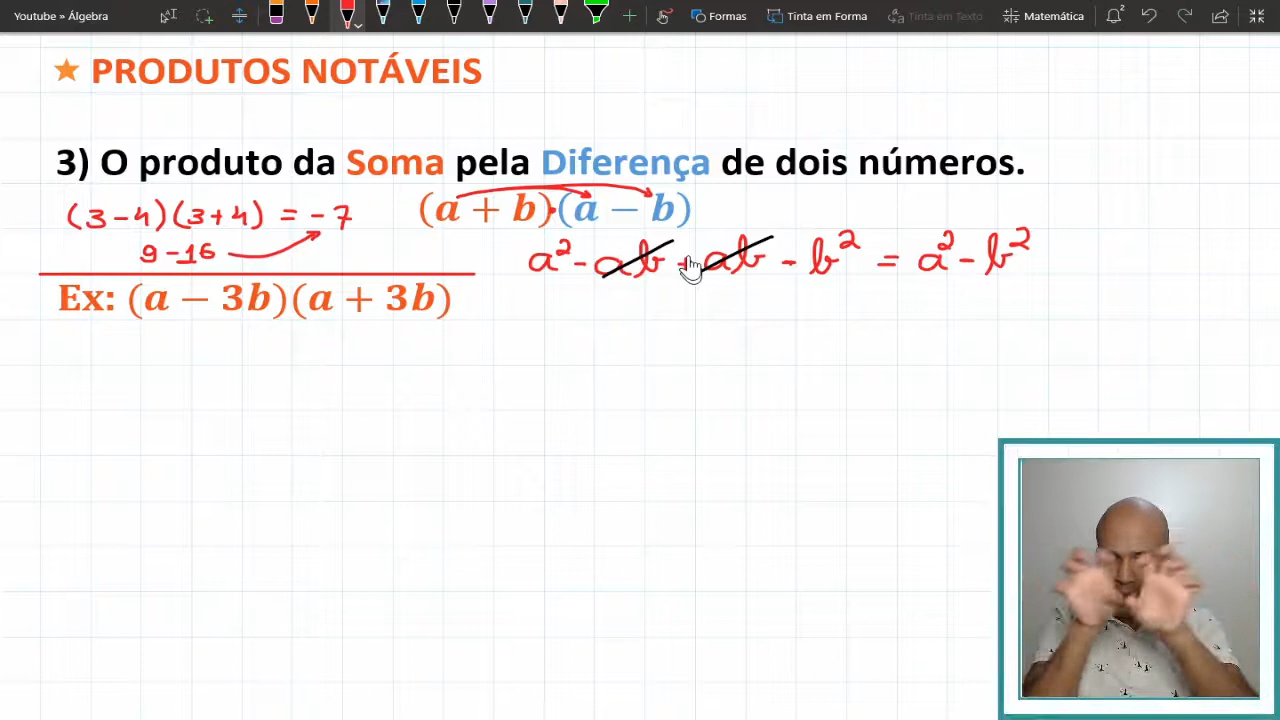 Youtube » Álgebra Formas Tinta em Forma Tinta em Texto Matemática 2
★ PRODUTOS NOTÁVEIS
3) O produto da Soma pela Diferença de dois números.
(3-4)(3+4) = -7
(a + b)·(a − b)
9-16
a² - ab + ab - b² = a² - b²
Ex: (a − 3b)(a + 3b)